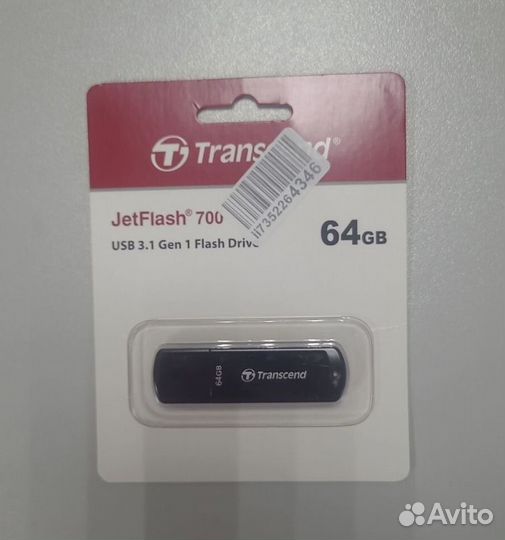 Transcend®
ii7352264346
JetFlash® 700
USB 3.1 Gen 1 Flash Drive
64GB
64GB
Transcend
Avito